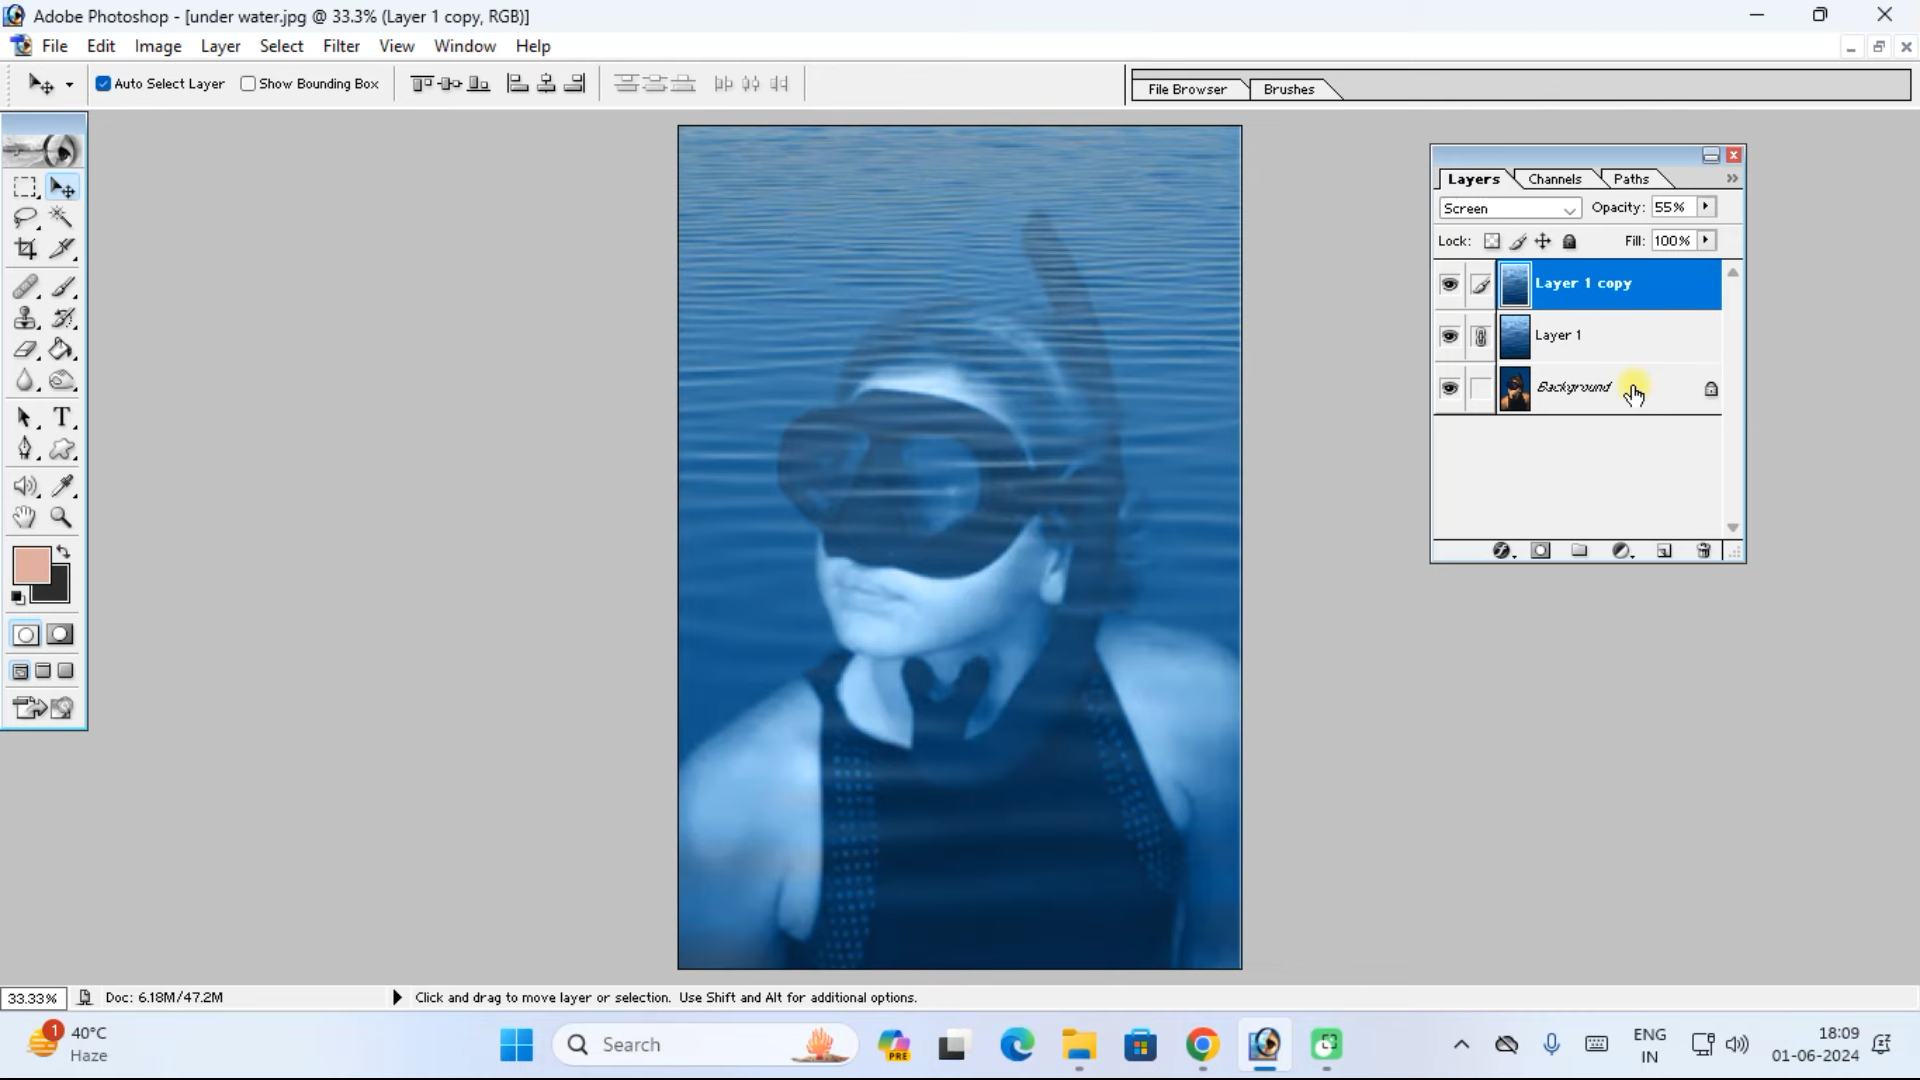 Adobe Photoshop - [under water.jpg @ 33.3% (Layer 1 copy, RGB)]
File Edit Image Layer Select Filter View Window Help
Auto Select Layer Show Bounding Box
File Browser Brushes
Layers Channels Paths
Screen Opacity: 55%
Lock: Fill: 100%
Layer 1 copy
Layer 1
Background
T
33.33% Doc: 6.18M/47.2M Click and drag to move layer or selection. Use Shift and Alt for additional options.
1 40°C
Haze
Search
PRE
ENG
IN
18:09
01-06-2024